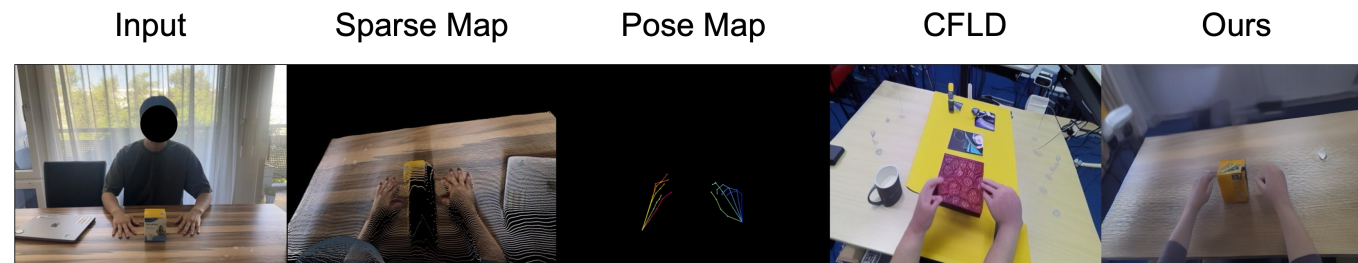 Input
Sparse Map
Pose Map
CFLD
Ours